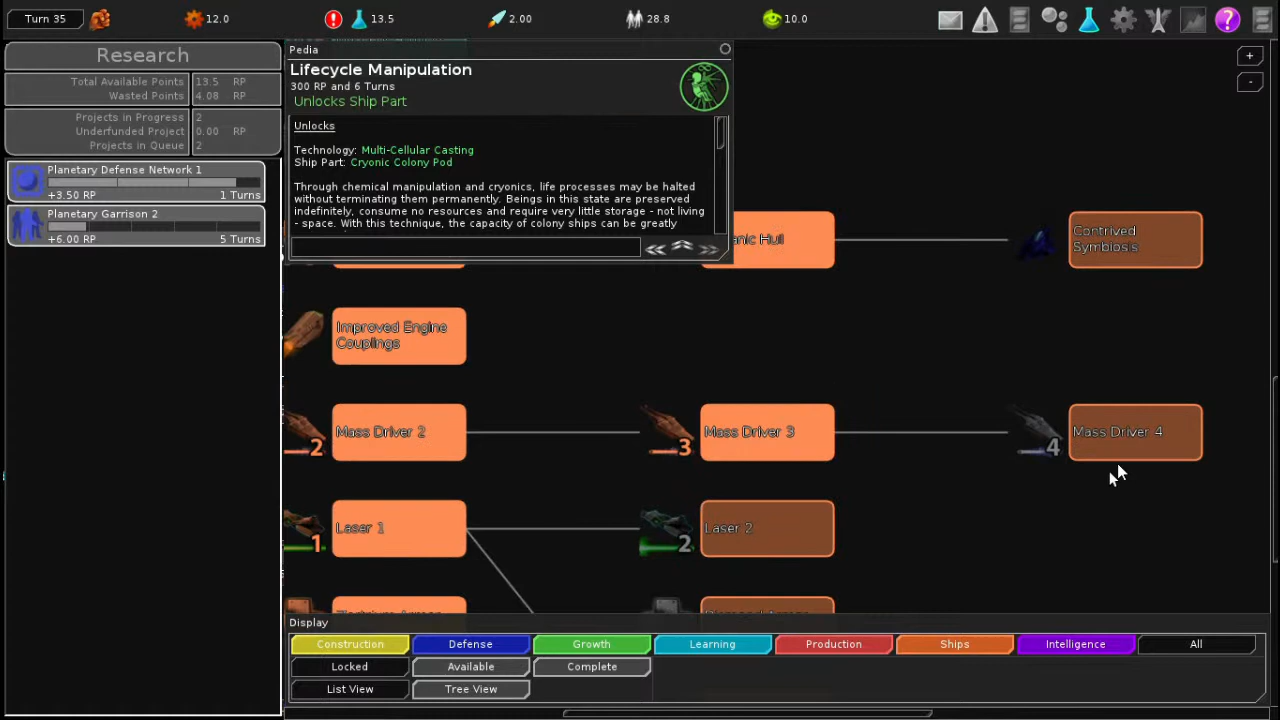 Turn 35
12.0
13.5
2.00
28.8
10.0
?
Research
Total Available Points 13.5 RP
Wasted Points 4.08 RP
Projects in Progress 2
Underfunded Project 0.00 RP
Projects in Queue 2
Planetary Defense Network 1
+3.50 RP 1 Turns
Planetary Garrison 2
+6.00 RP 5 Turns
Pedia
Lifecycle Manipulation
300 RP and 6 Turns
Unlocks Ship Part
Unlocks
Technology: Multi-Cellular Casting
Ship Part: Cryonic Colony Pod
Through chemical manipulation and cryonics, life processes may be halted
without terminating them permanently. Beings in this state are preserved
indefinitely, consume no resources and require very little storage - not living
- space. With this technique, the capacity of colony ships can be greatly
+
-
anic Hull
Contrived
Symbiosis
Improved Engine
Couplings
2
Mass Driver 2
3
Mass Driver 3
4
Mass Driver 4
1
Laser 1
2
Laser 2
Display
Construction
Defense
Growth
Learning
Production
Ships
Intelligence
All
Locked
Available
Complete
List View
Tree View